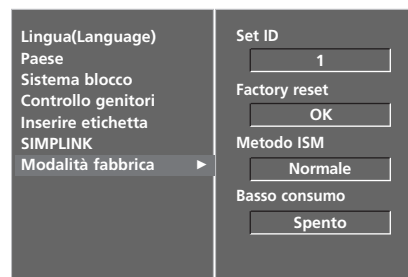 Lingua(Language)
Paese
Sistema blocco
Controllo genitori
Inserire etichetta
SIMPLINK
Modalità fabbrica ►
Set ID
1
Factory reset
OK
Metodo ISM
Normale
Basso consumo
Spento